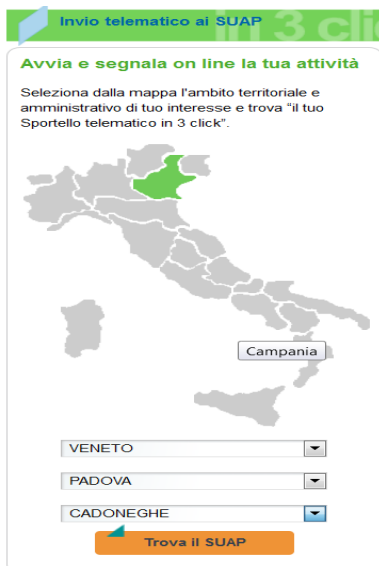 Invio telematico ai SUAP
in 3 cli
Avvia e segnala on line la tua attività
Seleziona dalla mappa l'ambito territoriale e
amministrativo di tuo interesse e trova “il tuo
Sportello telematico in 3 click”.
Campania
VENETO
PADOVA
CADONEGHE
Trova il SUAP